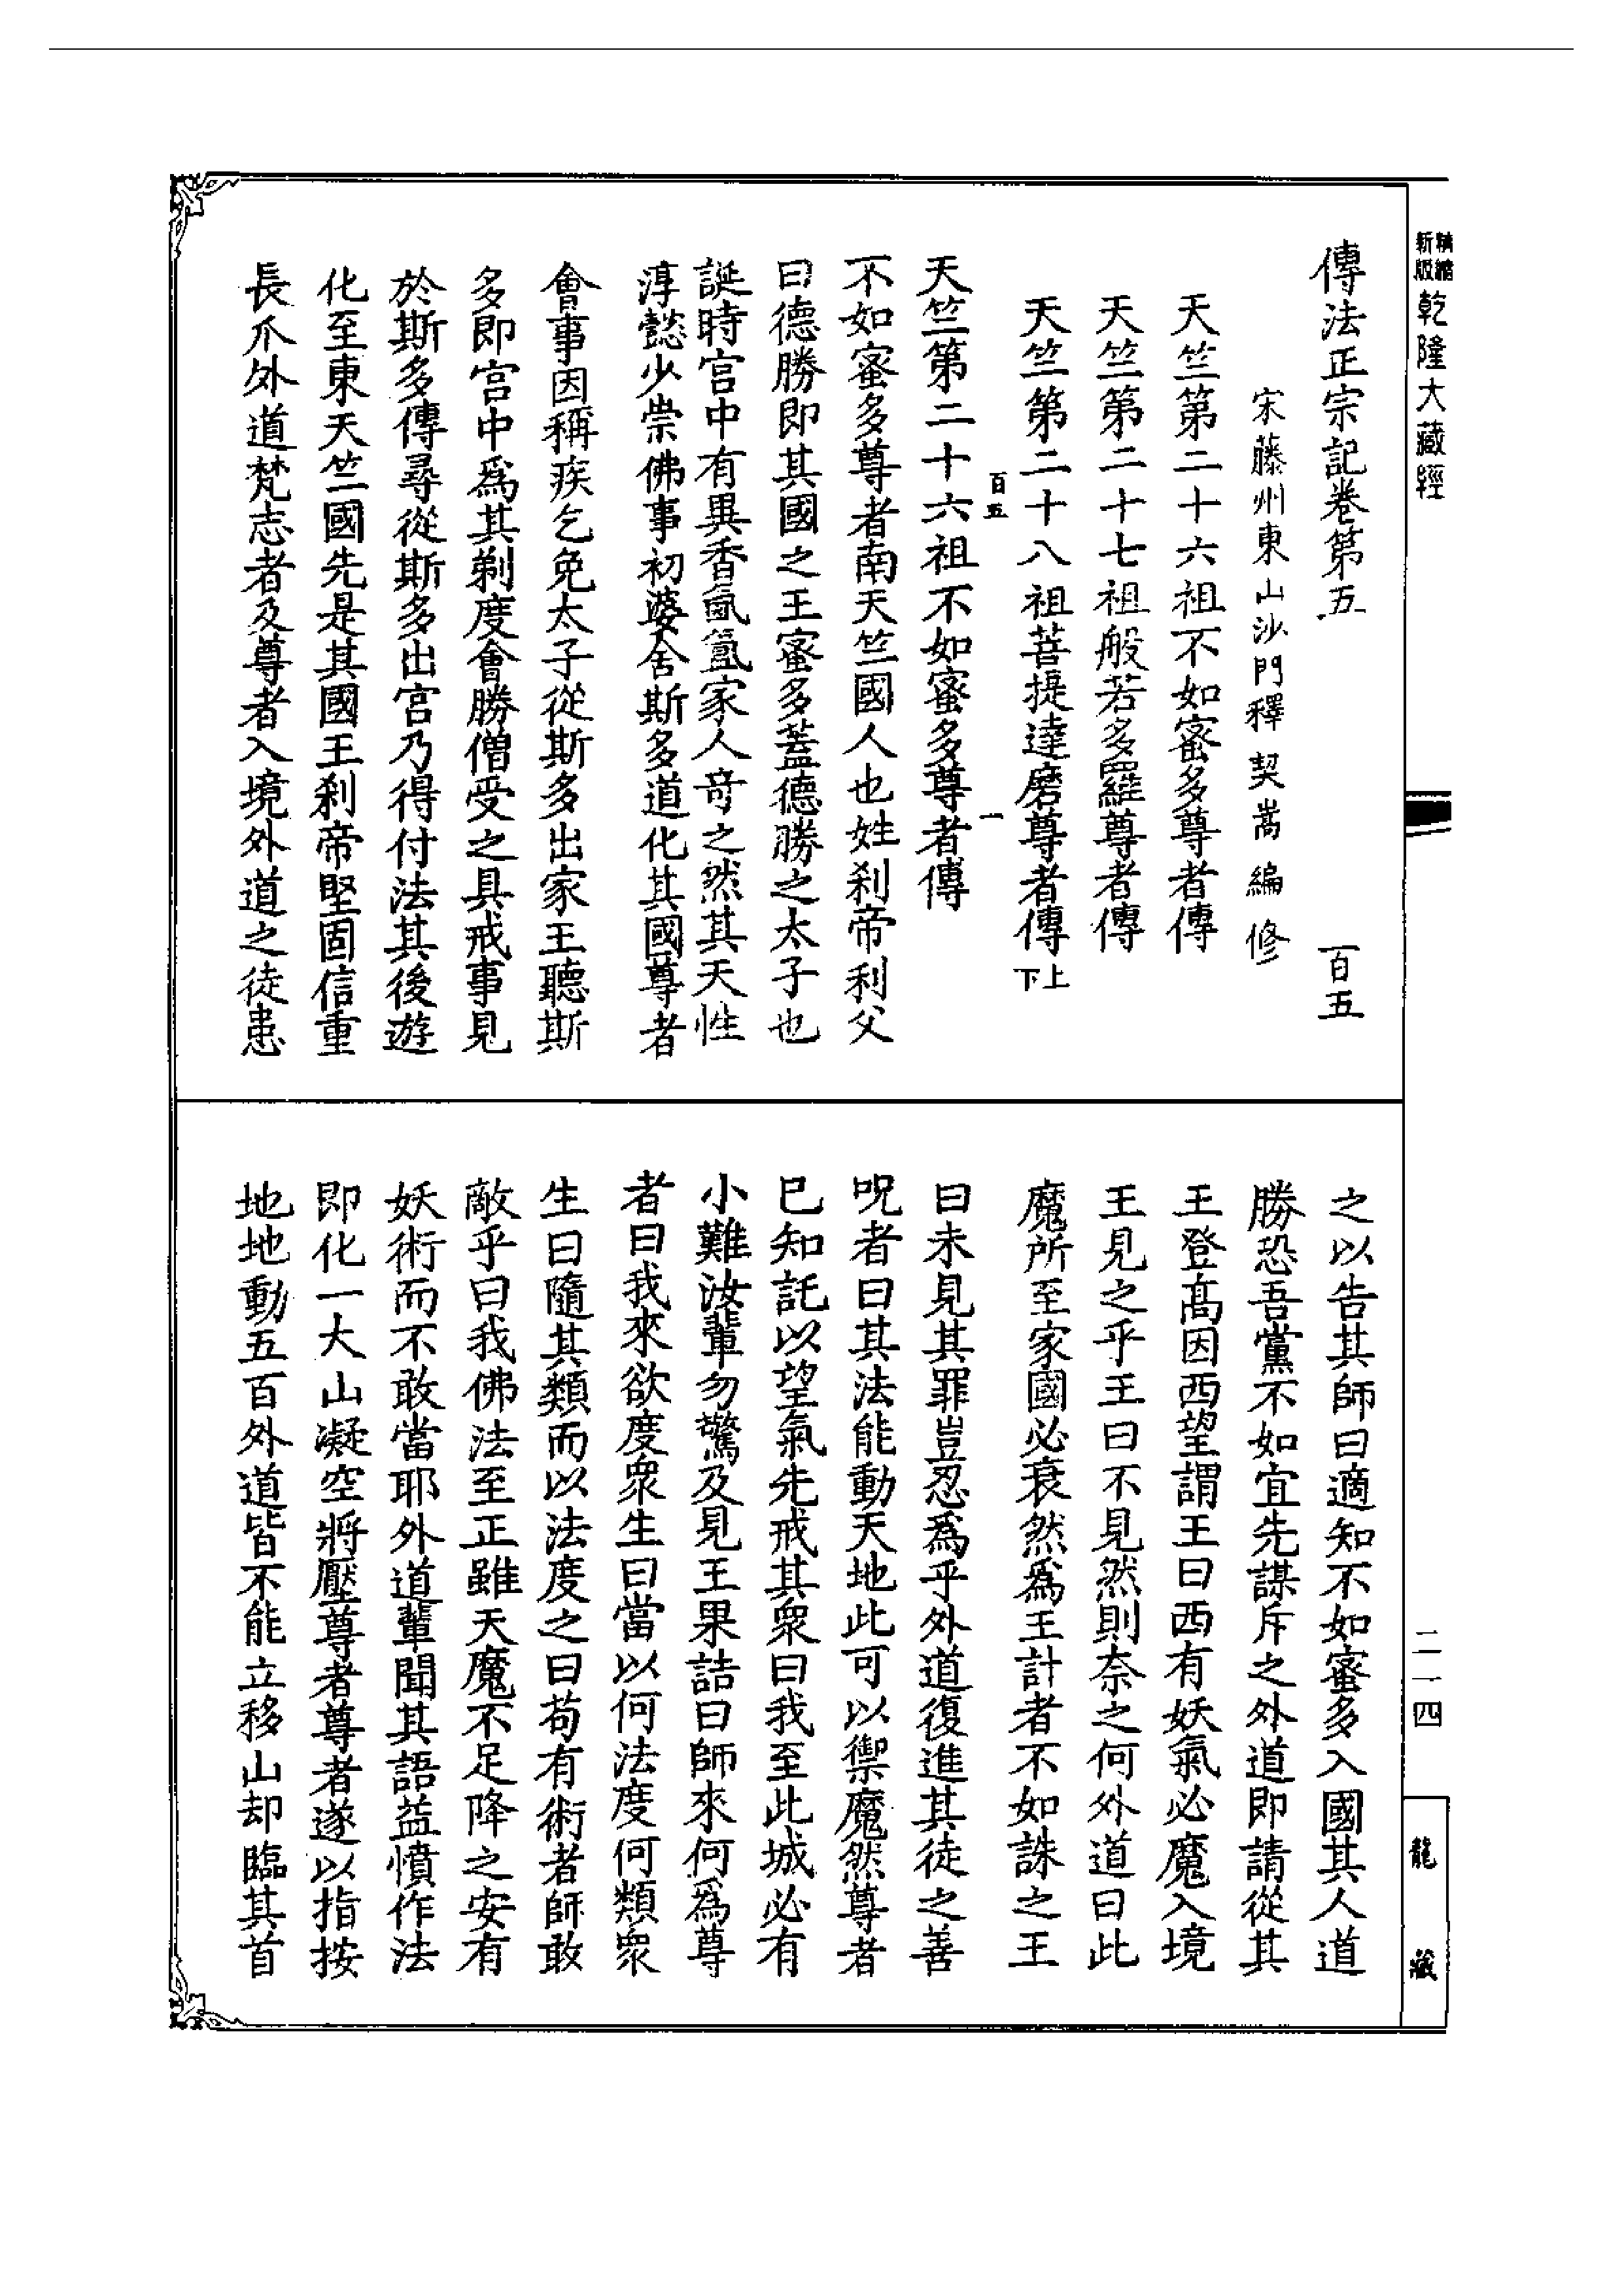 精縮新版 乾隆大藏經
傳法正宗記卷第五 百五
宋藤州東山沙門釋 契嵩 編 修
天竺第二十六祖不如蜜多尊者傳
天竺第二十七祖般若多羅尊者傳
天竺第二十八祖菩提達磨尊者傳上下
百五 一
天竺第二十六祖不如蜜多尊者傳
不如蜜多尊者南天竺國人也姓刹帝利父
曰德勝即其國之王蜜多蓋德勝之太子也
誕時宮中有異香氤氳家人奇之然其天性
淳懿少崇佛事初婆舍斯多道化其國尊者
會事因稱疾乞免太子從斯多出家王聽斯
多即宮中爲其剃度會勝僧受之具戒事見
於斯多傳尋從斯多出宮乃得付法其後遊
化至東天竺國先是其國王刹帝堅固信重
長爪外道梵志者及尊者入境外道之徒患
之以告其師曰適知不如蜜多入國其人道
勝恐吾黨不如宜先謀斥之外道即請從其
王登高因西望謂王曰西有妖氣必魔入境
王見之乎王曰不見然則奈之何外道曰此
魔所至家國必衰然爲王計者不如誅之王
曰未見其罪豈忍爲乎外道復進其徒之善
呪者曰其法能動天地此可以禦魔然尊者
已知託以望氣先戒其衆曰我至此城必有
小難汝輩勿驚及見王果詰曰師來何爲尊
者曰我來欲度衆生曰當以何法度何類衆
生曰隨其類而以法度之曰苟有術者師敢
敵乎曰我佛法至正雖天魔不足降之安有
妖術而不敢當耶外道輩聞其語益憤作法
即化一大山凝空將壓尊者尊者遂以指按
地地動五百外道皆不能立移山却臨其首
二一四
龍 藏